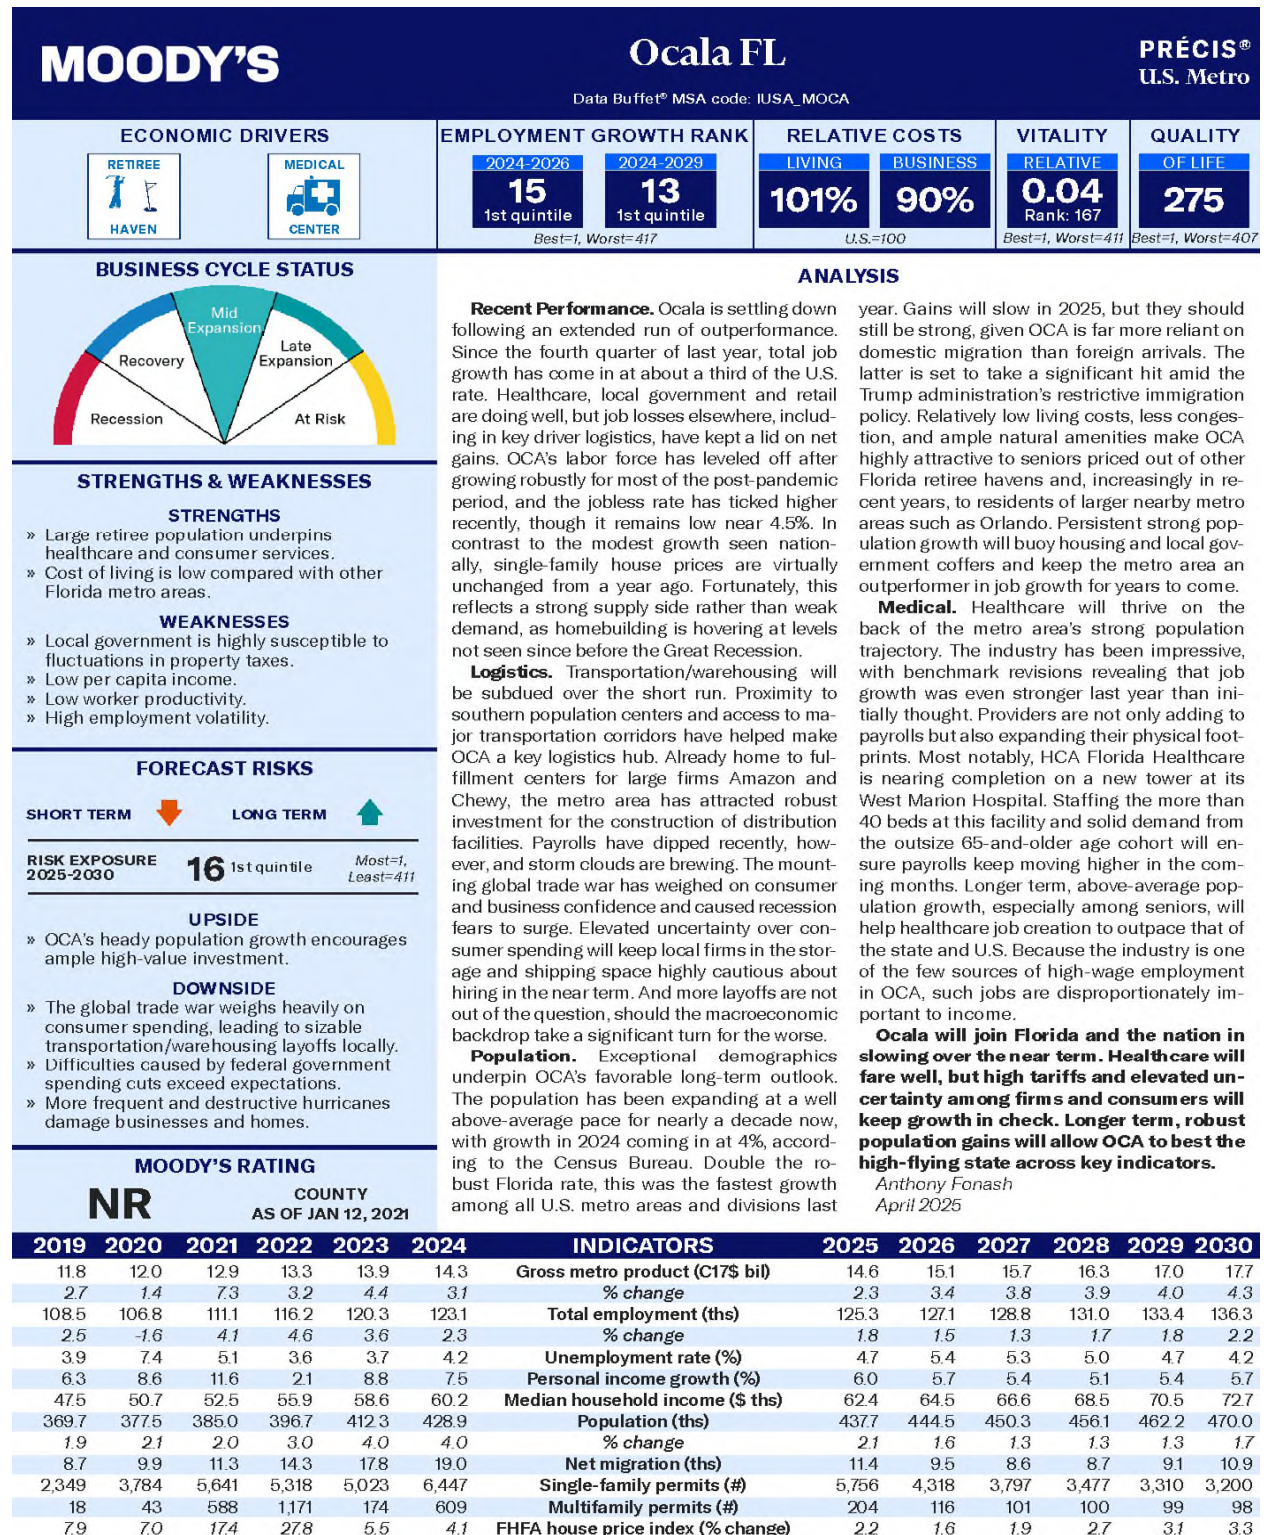 MOODY'S
Ocala FL
Data Buffet® MSA code: IUSA_MOCA
PRÉCIS®
U.S. Metro
ECONOMIC DRIVERS
RETIREE
HAVEN
MEDICAL
CENTER
EMPLOYMENT GROWTH RANK
2024-2026
15
1st quintile
2024-2029
13
1st quintile
Best=1, Worst=417
RELATIVE COSTS
LIVING
101%
BUSINESS
90%
U.S.=100
VITALITY
RELATIVE
0.04
Rank: 167
Best=1, Worst=411
QUALITY
OF LIFE
275
Best=1, Worst=407
BUSINESS CYCLE STATUS
Mid
Expansion
Recovery
Late
Expansion
Recession
At Risk
STRENGTHS & WEAKNESSES
STRENGTHS
» Large retiree population underpins
healthcare and consumer services.
» Cost of living is low compared with other
Florida metro areas.
WEAKNESSES
» Local government is highly susceptible to
fluctuations in property taxes.
» Low per capita income.
» Low worker productivity.
» High employment volatility.
FORECAST RISKS
SHORT TERM
LONG TERM
RISK EXPOSURE
2025-2030
16 1st quintile
Most=1,
Least=411
UPSIDE
» OCA's heady population growth encourages
ample high-value investment.
DOWNSIDE
» The global trade war weighs heavily on
consumer spending, leading to sizable
transportation/warehousing layoffs locally.
» Difficulties caused by federal government
spending cuts exceed expectations.
» More frequent and destructive hurricanes
damage businesses and homes.
MOODY'S RATING
NR
COUNTY
AS OF JAN 12, 2021
ANALYSIS
Recent Performance. Ocala is settling down
following an extended run of outperformance.
Since the fourth quarter of last year, total job
growth has come in at about a third of the U.S.
rate. Healthcare, local government and retail
are doing well, but job losses elsewhere, includ-
ing in key driver logistics, have kept a lid on net
gains. OCA's labor force has leveled off after
growing robustly for most of the post-pandemic
period, and the jobless rate has ticked higher
recently, though it remains low near 4.5%. In
contrast to the modest growth seen nation-
ally, single-family house prices are virtually
unchanged from a year ago. Fortunately, this
reflects a strong supply side rather than weak
demand, as homebuilding is hovering at levels
not seen since before the Great Recession.
Logistics. Transportation/warehousing will
be subdued over the short run. Proximity to
southern population centers and access to ma-
jor transportation corridors have helped make
OCA a key logistics hub. Already home to ful-
fillment centers for large firms Amazon and
Chewy, the metro area has attracted robust
investment for the construction of distribution
facilities. Payrolls have dipped recently, how-
ever, and storm clouds are brewing. The mount-
ing global trade war has weighed on consumer
and business confidence and caused recession
fears to surge. Elevated uncertainty over con-
sumer spending will keep local firms in the stor-
age and shipping space highly cautious about
hiring in the near term. And more layoffs are not
out of the question, should the macroeconomic
backdrop take a significant turn for the worse.
Population. Exceptional demographics
underpin OCA's favorable long-term outlook.
The population has been expanding at a well
above-average pace for nearly a decade now,
with growth in 2024 coming in at 4%, accord-
ing to the Census Bureau. Double the ro-
bust Florida rate, this was the fastest growth
among all U.S. metro areas and divisions last
year. Gains will slow in 2025, but they should
still be strong, given OCA is far more reliant on
domestic migration than foreign arrivals. The
latter is set to take a significant hit amid the
Trump administration's restrictive immigration
policy. Relatively low living costs, less conges-
tion, and ample natural amenities make OCA
highly attractive to seniors priced out of other
Florida retiree havens and, increasingly in re-
cent years, to residents of larger nearby metro
areas such as Orlando. Persistent strong pop-
ulation growth will buoy housing and local gov-
ernment coffers and keep the metro area an
outperformer in job growth for years to come.
Medical. Healthcare will thrive on the
back of the metro area's strong population
trajectory. The industry has been impressive,
with benchmark revisions revealing that job
growth was even stronger last year than ini-
tially thought. Providers are not only adding to
payrolls but also expanding their physical foot-
prints. Most notably, HCA Florida Healthcare
is nearing completion on a new tower at its
West Marion Hospital. Staffing the more than
40 beds at this facility and solid demand from
the outsize 65-and-older age cohort will en-
sure payrolls keep moving higher in the com-
ing months. Longer term, above-average pop-
ulation growth, especially among seniors, will
help healthcare job creation to outpace that of
the state and U.S. Because the industry is one
of the few sources of high-wage employment
in OCA, such jobs are disproportionately im-
portant to income.
Ocala will join Florida and the nation in
slowing over the near term. Healthcare will
fare well, but high tariffs and elevated un-
certainty among firms and consumers will
keep growth in check. Longer term, robust
population gains will allow OCA to best the
high-flying state across key indicators.
Anthony Fonash
April 2025
2019 2020 2021 2022 2023 2024 INDICATORS 2025 2026 2027 2028 2029 2030
11.8 12.0 12.9 13.3 13.9 14.3 Gross metro product (C17$ bil) 14.6 15.1 15.7 16.3 17.0 17.7
2.7 1.4 7.3 3.2 4.4 3.1 % change 2.3 3.4 3.8 3.9 4.0 4.3
108.5 106.8 111.1 116.2 120.3 123.1 Total employment (ths) 125.3 127.1 128.8 131.0 133.4 136.3
2.5 -1.6 4.1 4.6 3.6 2.3 % change 1.8 1.5 1.3 1.7 1.8 2.2
3.9 7.4 5.1 3.6 3.7 4.2 Unemployment rate (%) 4.7 5.4 5.3 5.0 4.7 4.2
6.3 8.6 11.6 2.1 8.8 7.5 Personal income growth (%) 6.0 5.7 5.4 5.1 5.4 5.7
47.5 50.7 52.5 55.9 58.6 60.2 Median household income ($ ths) 62.4 64.5 66.6 68.5 70.5 72.7
369.7 377.5 385.0 396.7 412.3 428.9 Population (ths) 437.7 444.5 450.3 456.1 462.2 470.0
1.9 2.1 2.0 3.0 4.0 4.0 % change 2.1 1.6 1.3 1.3 1.3 1.7
8.7 9.9 11.3 14.3 17.8 19.0 Net migration (ths) 11.4 9.5 8.6 8.7 9.1 10.9
2,349 3,784 5,641 5,318 5,023 6,447 Single-family permits (#) 5,756 4,318 3,797 3,477 3,310 3,200
18 43 588 1,171 174 609 Multifamily permits (#) 204 116 101 100 99 98
7.9 7.0 17.4 27.8 5.5 4.1 FHFA house price index (% change) 2.2 1.6 1.9 2.7 3.1 3.3